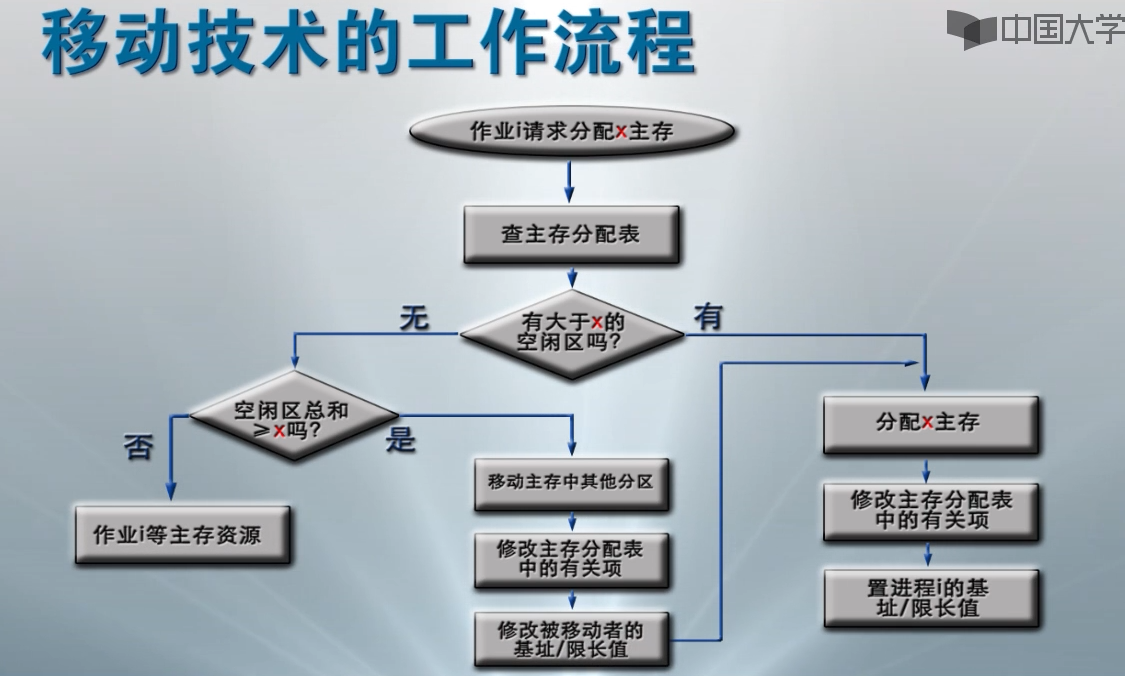 移动技术的工作流程
中国大学
作业i请求分配x主存
查主存分配表
有大于x的
空闲区吗?
无
有
空闲区总和
≥x吗?
否
是
作业i等主存资源
移动主存中其他分区
修改主存分配表
中的有关项
修改被移动者的
基址/限长值
分配x主存
修改主存分配表
中的有关项
置进程i的基
址/限长值